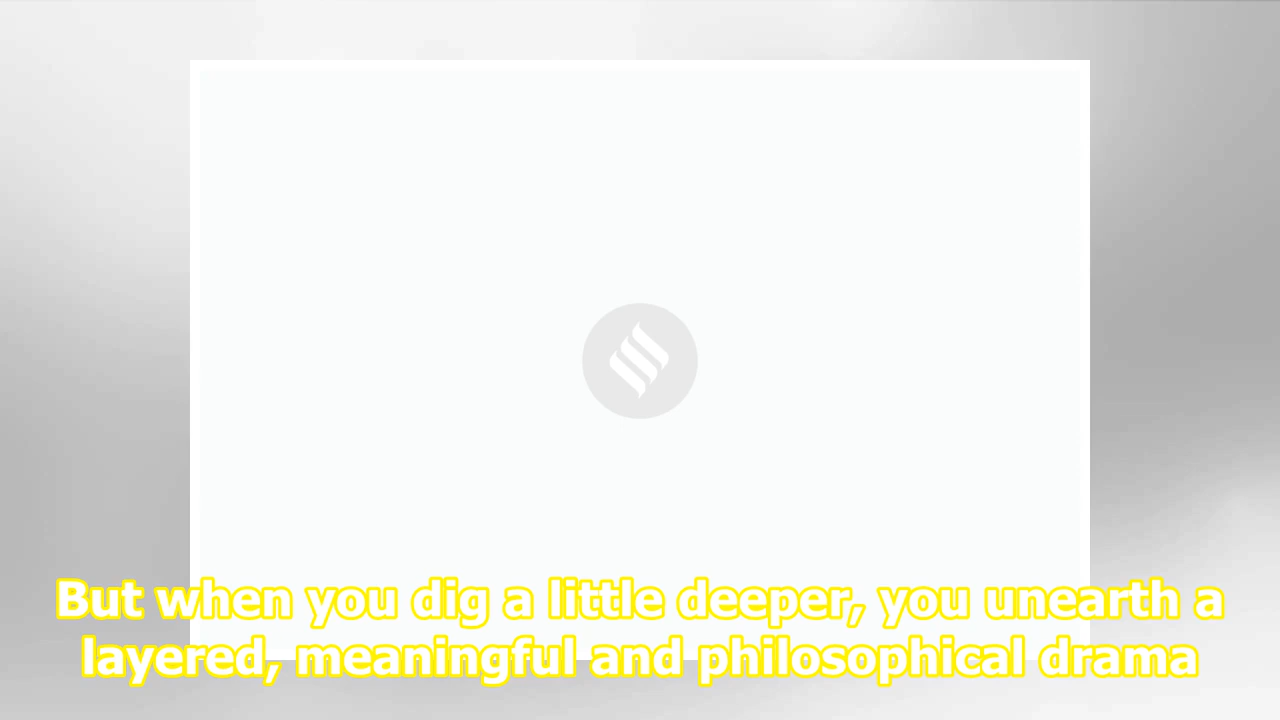 But when you dig a little deeper, you unearth a
layered, meaningful and philosophical drama